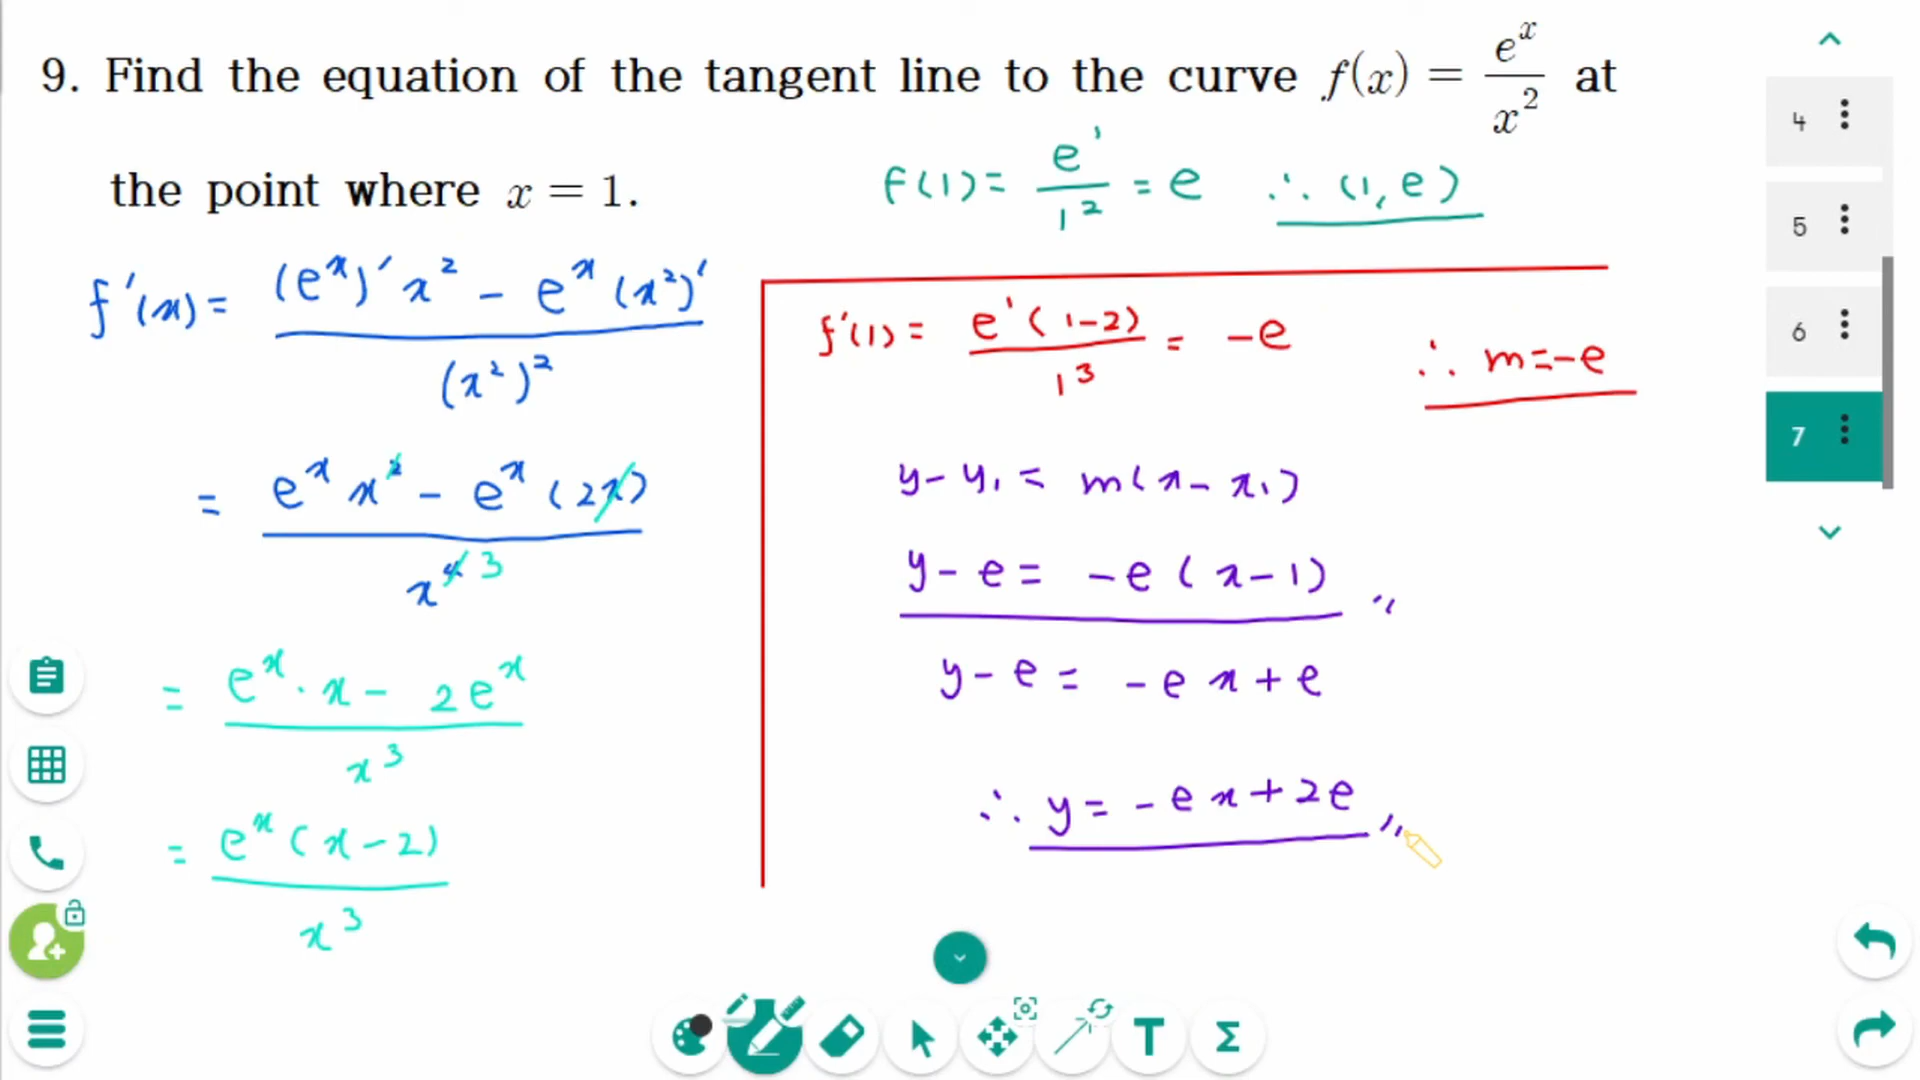 9. Find the equation of the tangent line to the curve f(x) = e^x / x^2 at
the point where x = 1.
f(1) = e^1 / 1^2 = e ∴ (1, e)
f'(x) = ((e^x)' x^2 - e^x (x^2)') / (x^2)^2
= (e^x x^2 - e^x (2x)) / x^4 3
= (e^x · x - 2e^x) / x^3
= e^x (x-2) / x^3
f'(1) = e^1 (1-2) / 1^3 = -e ∴ m = -e
y - y₁ = m(x - x₁)
y - e = -e (x - 1) 〃
y - e = -e x + e
∴ y = -e x + 2e 〃
4
5
6
7
T
Σ